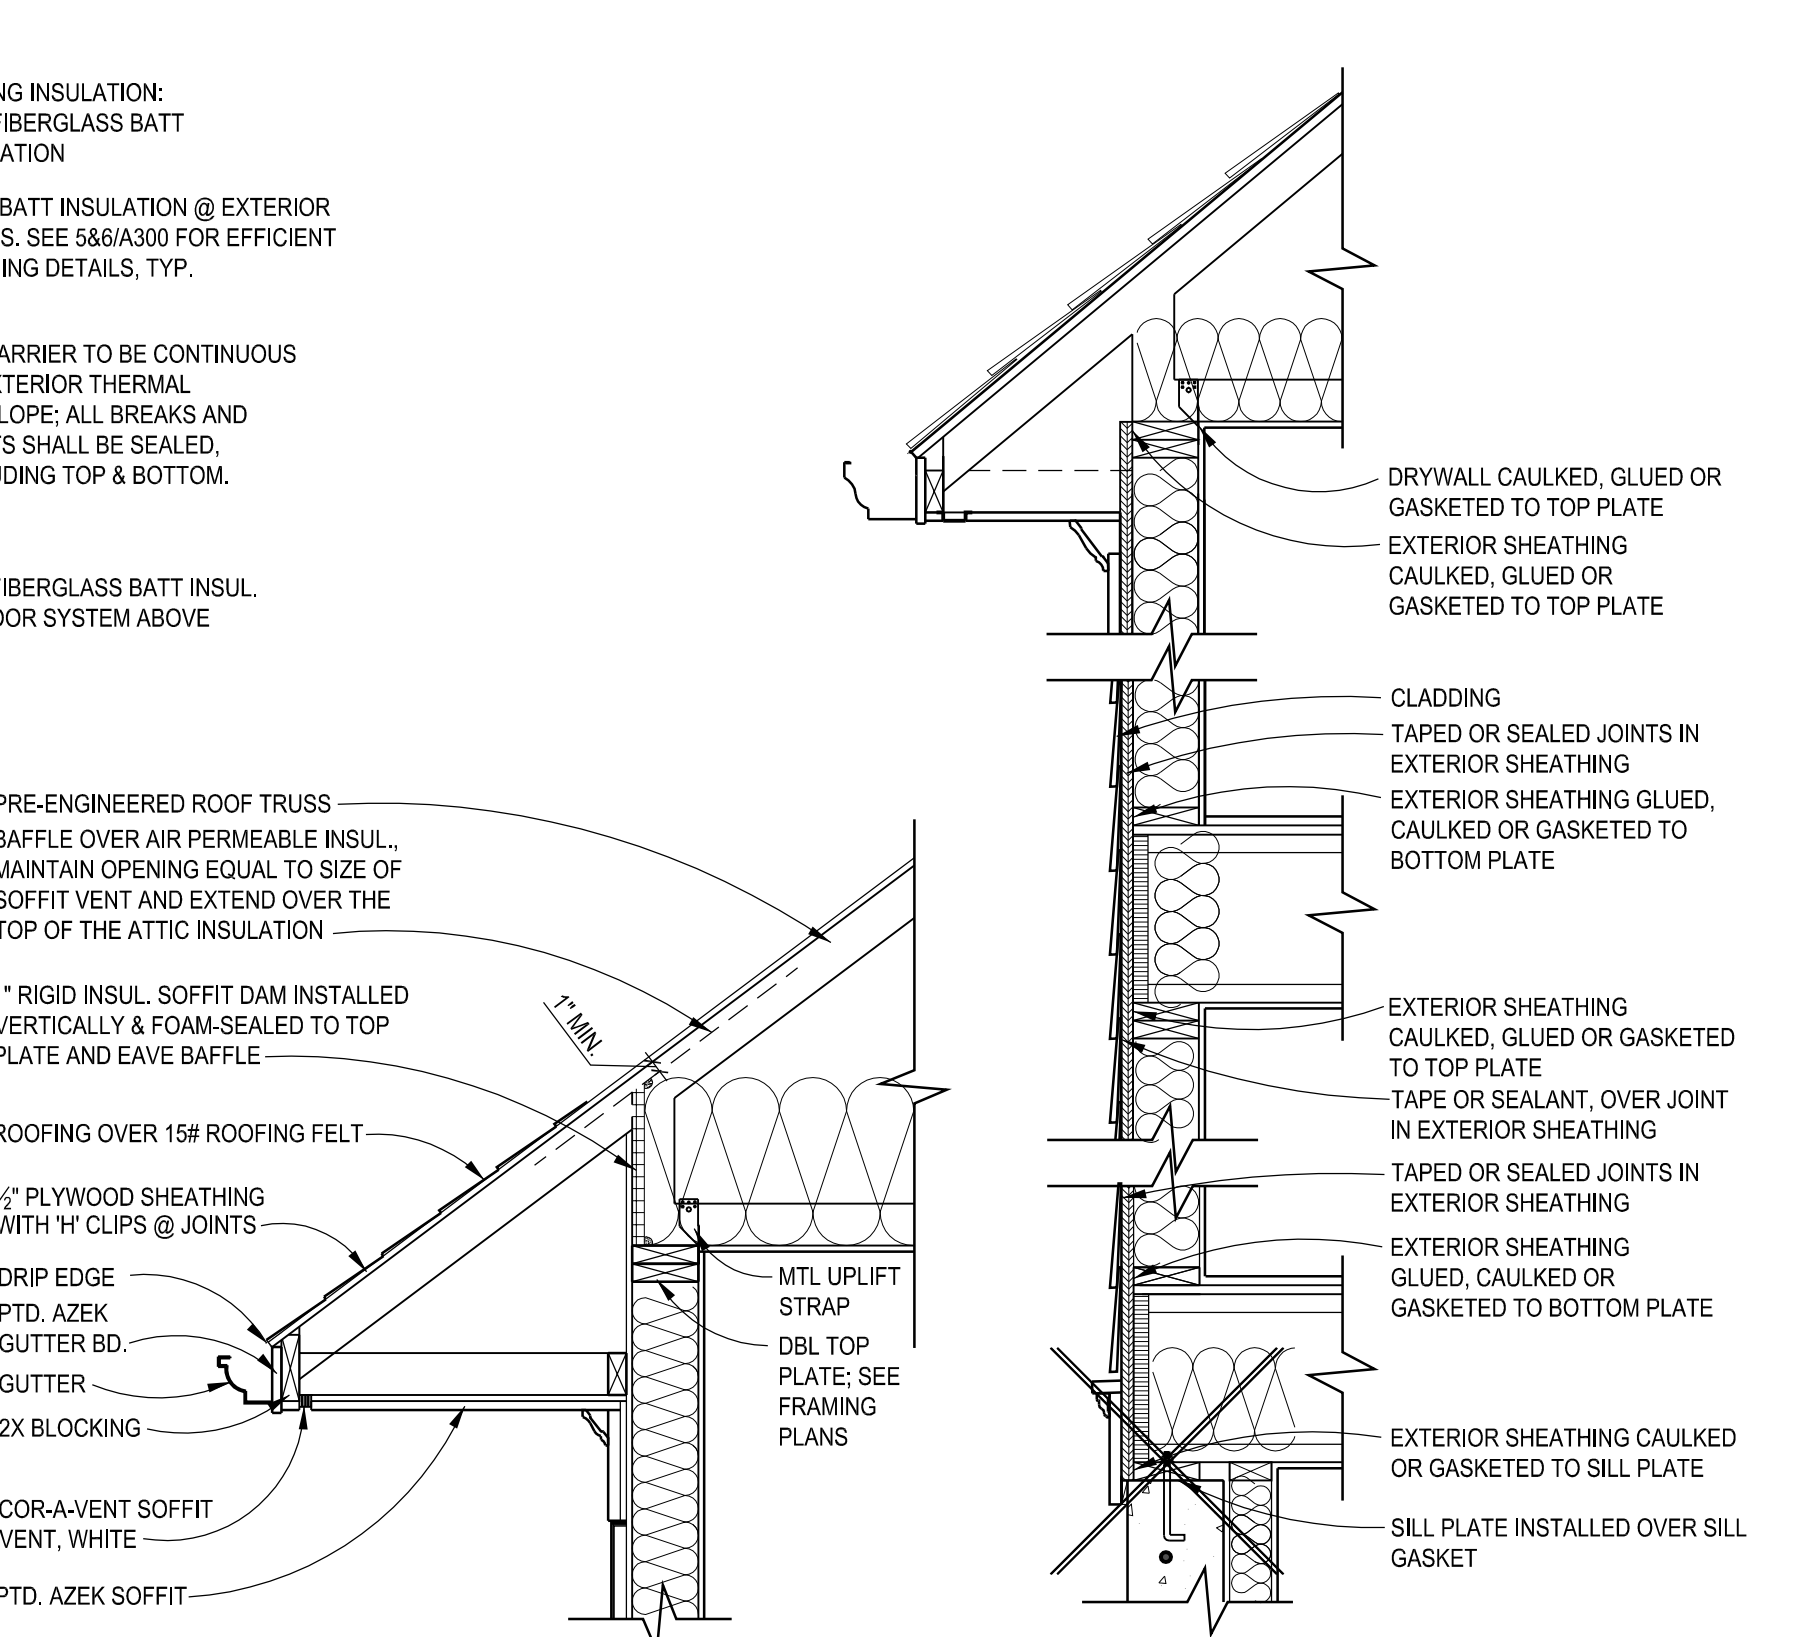 NG INSULATION:
FIBERGLASS BATT
ATION
BATT INSULATION @ EXTERIOR
S. SEE 5&6/A300 FOR EFFICIENT
ING DETAILS, TYP.
ARRIER TO BE CONTINUOUS
XTERIOR THERMAL
LOPE; ALL BREAKS AND
TS SHALL BE SEALED,
UDING TOP & BOTTOM.
FIBERGLASS BATT INSUL.
OOR SYSTEM ABOVE
PRE-ENGINEERED ROOF TRUSS
BAFFLE OVER AIR PERMEABLE INSUL.,
MAINTAIN OPENING EQUAL TO SIZE OF
SOFFIT VENT AND EXTEND OVER THE
TOP OF THE ATTIC INSULATION
1" MIN.
" RIGID INSUL. SOFFIT DAM INSTALLED
VERTICALLY & FOAM-SEALED TO TOP
PLATE AND EAVE BAFFLE
ROOFING OVER 15# ROOFING FELT
½" PLYWOOD SHEATHING
WITH 'H' CLIPS @ JOINTS
DRIP EDGE
PTD. AZEK
GUTTER BD.
GUTTER
2X BLOCKING
COR-A-VENT SOFFIT
VENT, WHITE
PTD. AZEK SOFFIT
MTL UPLIFT
STRAP
DBL TOP
PLATE; SEE
FRAMING
PLANS
DRYWALL CAULKED, GLUED OR
GASKETED TO TOP PLATE
EXTERIOR SHEATHING
CAULKED, GLUED OR
GASKETED TO TOP PLATE
CLADDING
TAPED OR SEALED JOINTS IN
EXTERIOR SHEATHING
EXTERIOR SHEATHING GLUED,
CAULKED OR GASKETED TO
BOTTOM PLATE
EXTERIOR SHEATHING
CAULKED, GLUED OR GASKETED
TO TOP PLATE
TAPE OR SEALANT, OVER JOINT
IN EXTERIOR SHEATHING
TAPED OR SEALED JOINTS IN
EXTERIOR SHEATHING
EXTERIOR SHEATHING
GLUED, CAULKED OR
GASKETED TO BOTTOM PLATE
EXTERIOR SHEATHING CAULKED
OR GASKETED TO SILL PLATE
SILL PLATE INSTALLED OVER SILL
GASKET